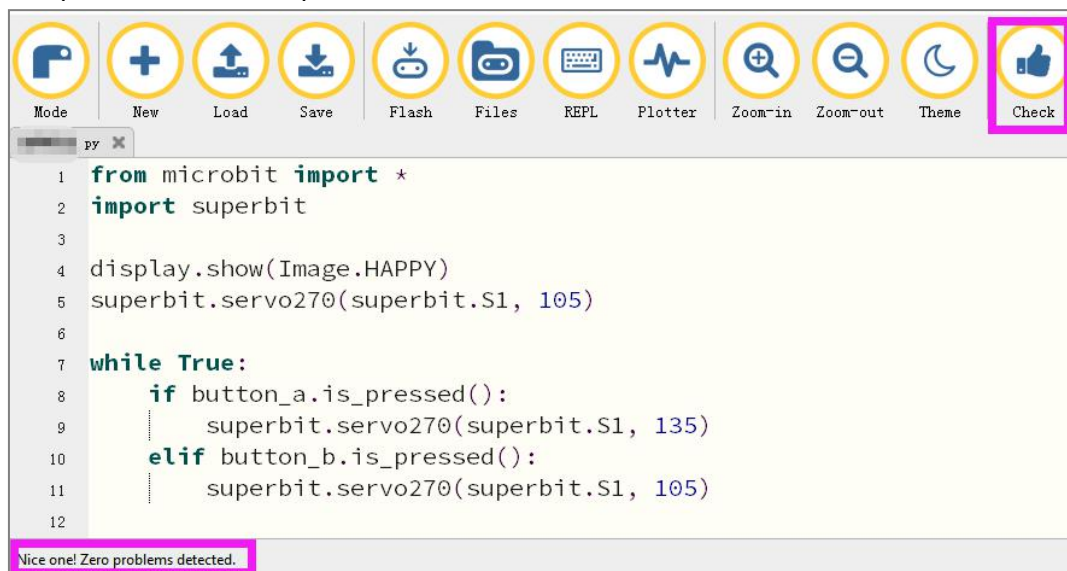 Mode New Load Save Flash Files REPL Plotter Zoom-in Zoom-out Theme Check
py
1 from microbit import *
2 import superbit
3
4 display.show(Image.HAPPY)
5 superbit.servo270(superbit.S1, 105)
6
7 while True:
8     if button_a.is_pressed():
9         superbit.servo270(superbit.S1, 135)
10     elif button_b.is_pressed():
11         superbit.servo270(superbit.S1, 105)
12
Nice one! Zero problems detected.